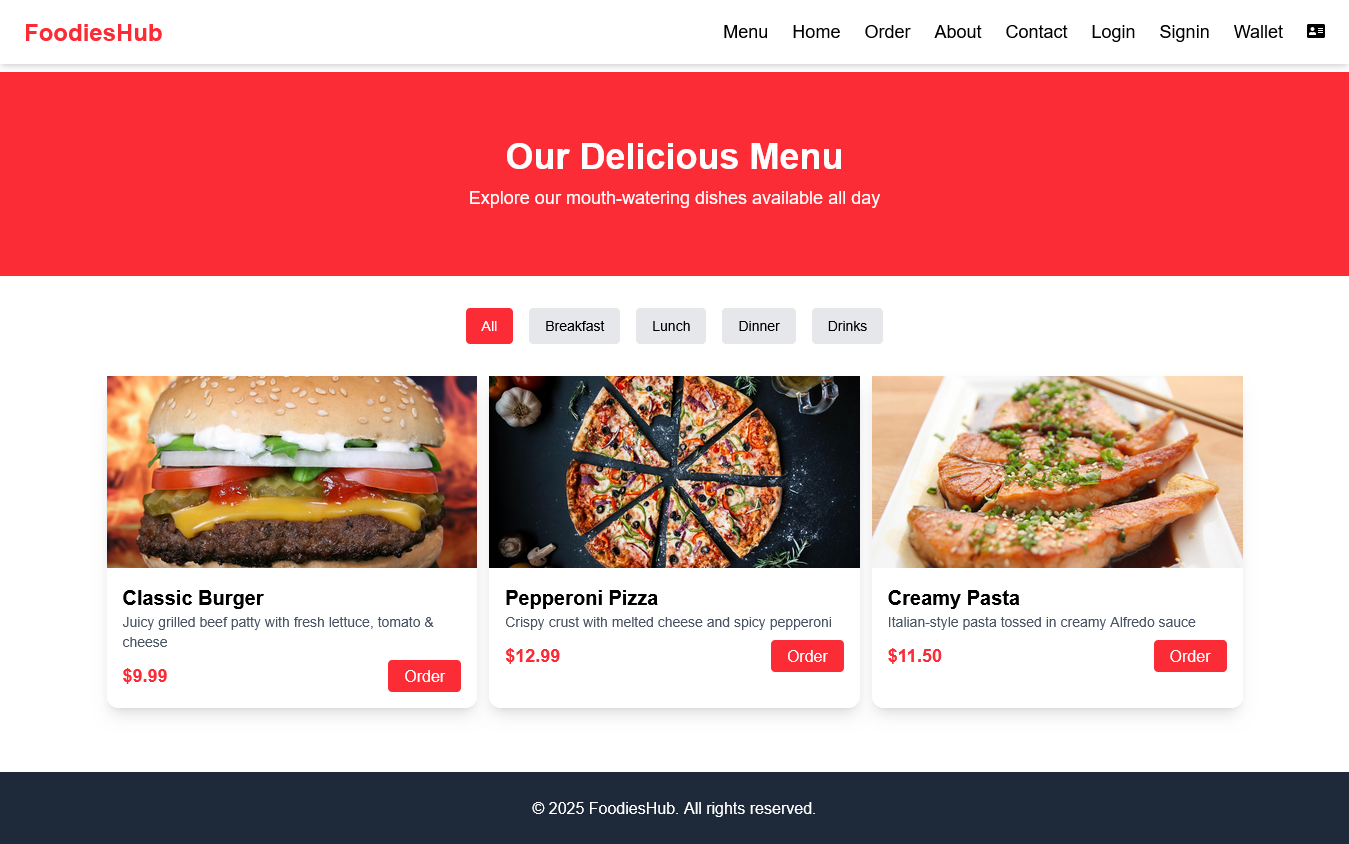 FoodiesHub
Menu Home Order About Contact Login Signin Wallet
Our Delicious Menu
Explore our mouth-watering dishes available all day
All Breakfast Lunch Dinner Drinks
Classic Burger
Juicy grilled beef patty with fresh lettuce, tomato &
cheese
$9.99 Order
Pepperoni Pizza
Crispy crust with melted cheese and spicy pepperoni
$12.99 Order
Creamy Pasta
Italian-style pasta tossed in creamy Alfredo sauce
$11.50 Order
© 2025 FoodiesHub. All rights reserved.